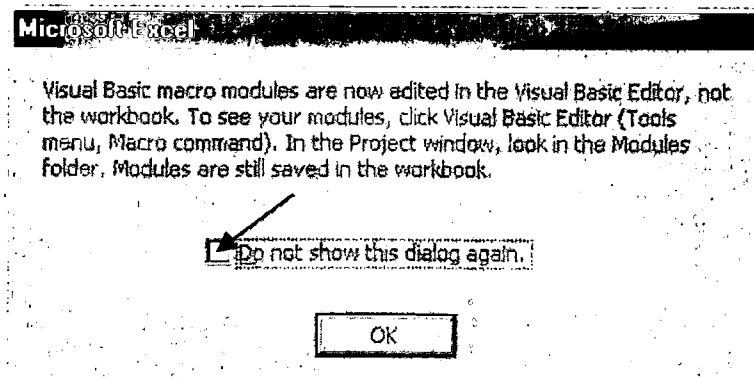 Microsoft Excel
Visual Basic macro modules are now edited in the Visual Basic Editor, not
the workbook. To see your modules, click Visual Basic Editor (Tools
menu, Macro command). In the Project window, look in the Modules
folder. Modules are still saved in the workbook.
Do not show this dialog again.
OK